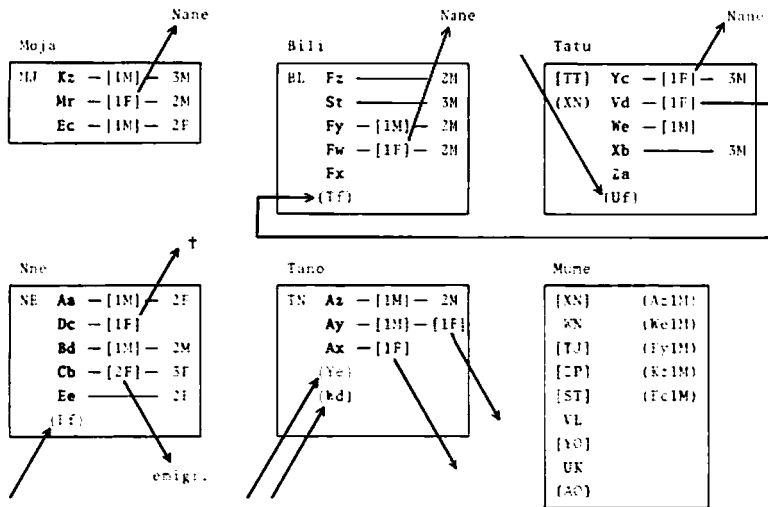 Nane
Nane
Nane
Moja
MJ Kz —[1M]— 3M
Mr —[1F]— 2M
Ec —[1M]— 2F
Bili
BL Fz ——— 2M
St ——— 3M
Fy —[1M]— 2M
Fw —[1F]— 2M
Fx
(Tf)
Tatu
[TT] Yc —[1F]— 3M
(XN) Vd —[1F]
We —[1M]
Xb ——— 3M
Za
(Uf)
†
Nne
NE Aa —[1M]— 2F
Dc —[1F]
Bd —[1M]— 2M
Cb —[2F]— 3F
Ee ——— 2F
emigr.
Tano
TN Az —[1M]— 2M
Ay —[1M]—[1F]
Ax —[1F]
(Ye)
Mume
[XN] (Az1M)
WN (We1M)
[TJ] (Fy1M)
[ZP] (Kz1M)
[ST]
VL
[YO]
UK
(AO)